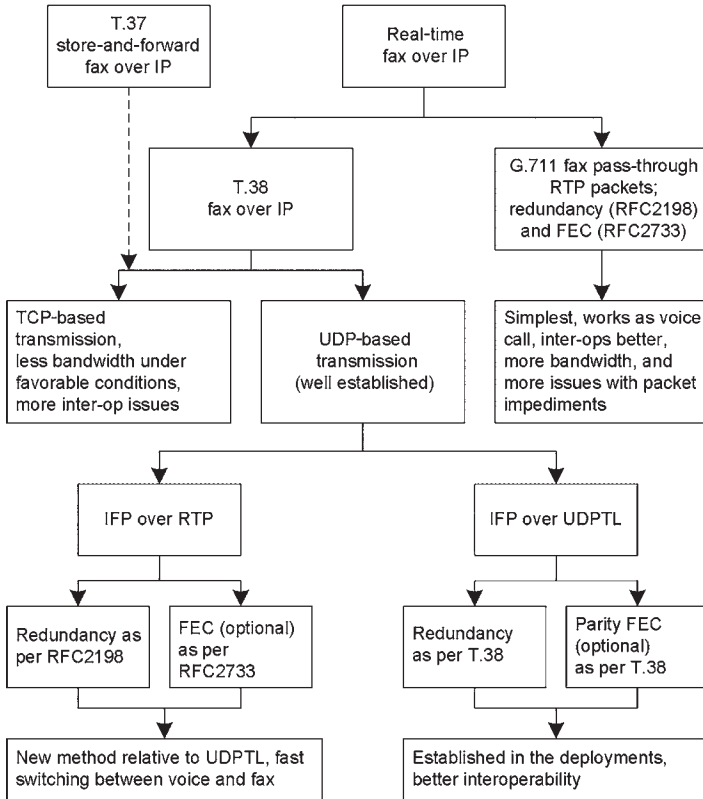 T.37
store-and-forward
fax over IP
Real-time
fax over IP
T.38
fax over IP
G.711 fax pass-through
RTP packets;
redundancy (RFC2198)
and FEC (RFC2733)
TCP-based
transmission,
less bandwidth under
favorable conditions,
more inter-op issues
UDP-based
transmission
(well established)
Simplest, works as voice
call, inter-ops better,
more bandwidth, and
more issues with packet
impediments
IFP over RTP
IFP over UDPTL
Redundancy as
per RFC2198
FEC (optional)
as per
RFC2733
Redundancy
as per T.38
Parity FEC
(optional)
as per T.38
New method relative to UDPTL, fast
switching between voice and fax
Established in the deployments,
better interoperability